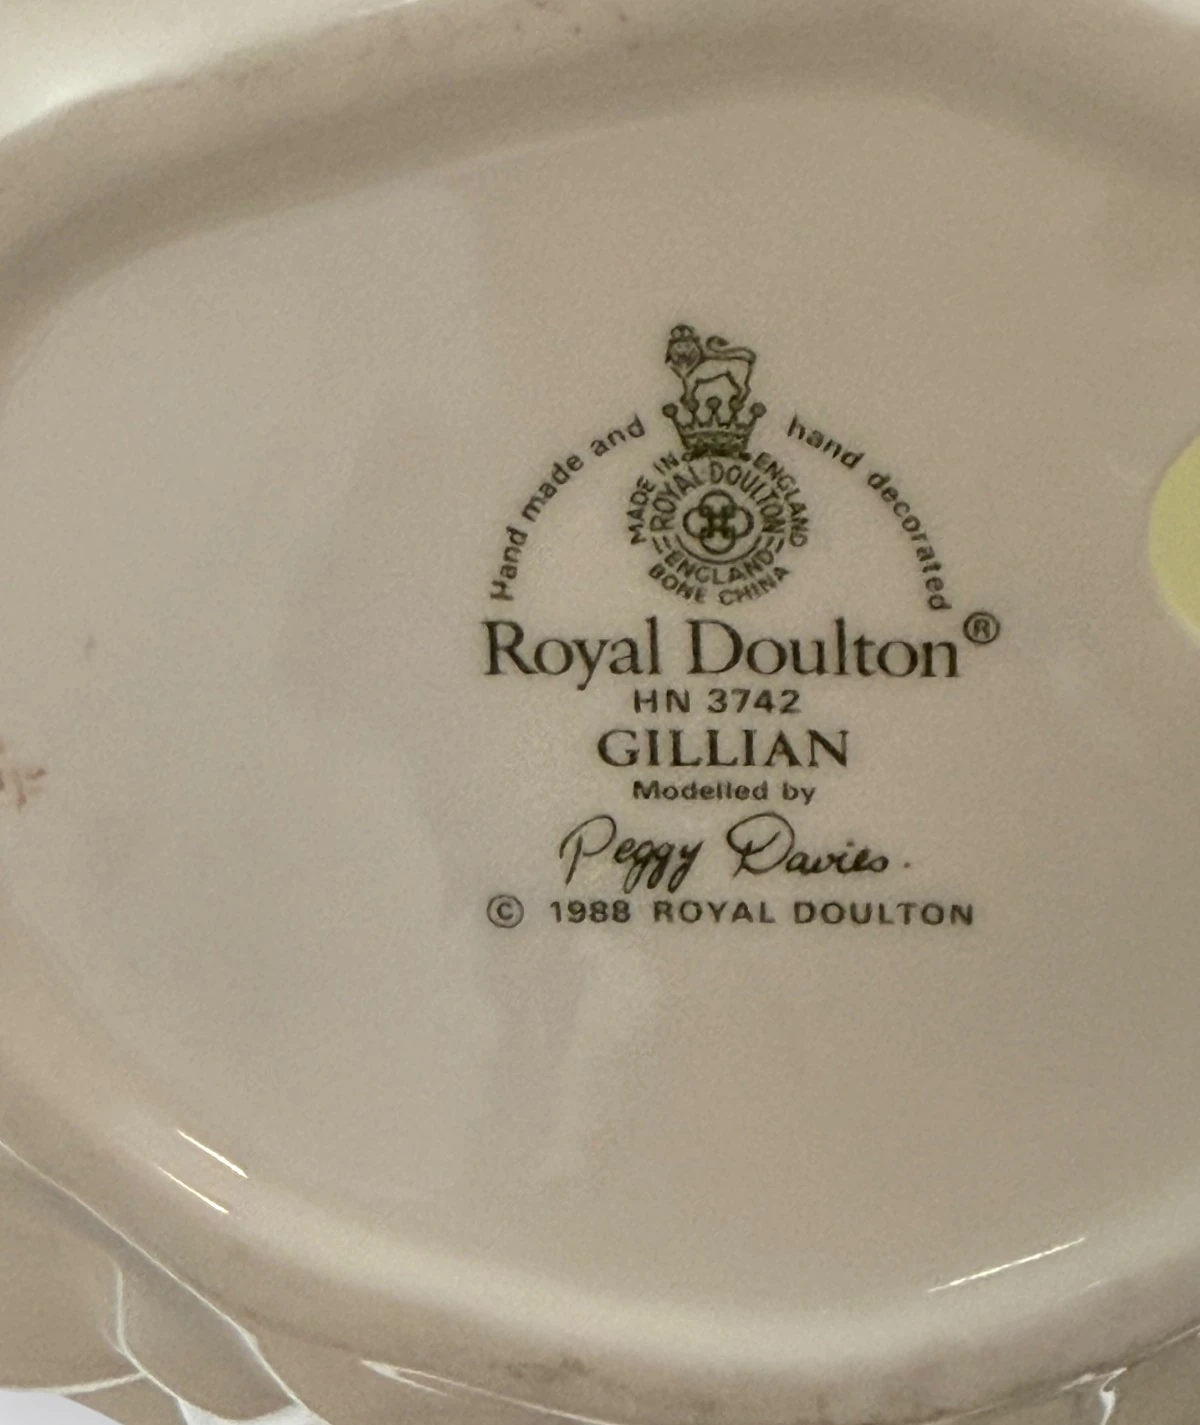 Hand made and hand decorated
MADE IN ENGLAND
ROYAL DOULTON
ENGLAND
BONE CHINA
Royal Doulton®
HN 3742
GILLIAN
Modelled by
Peggy Davies.
© 1988 ROYAL DOULTON